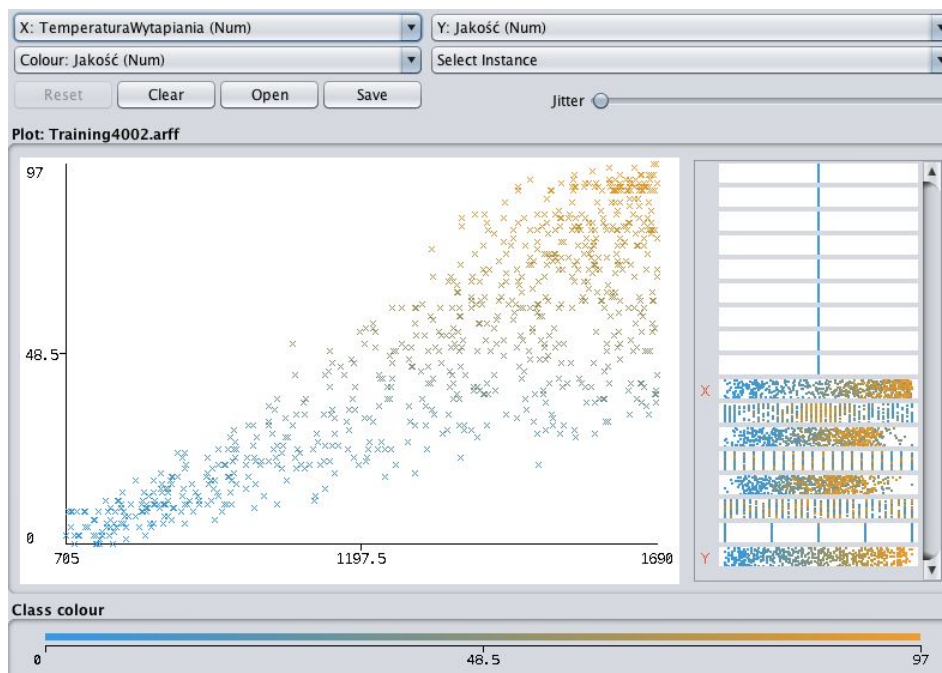 X: TemperaturaWytapiania (Num) Y: Jakość (Num)
Colour: Jakość (Num) Select Instance
Reset Clear Open Save Jitter
Plot: Training4002.arff
97
48.5
0
705 1197.5 1690
X
Y
Class colour
0 48.5 97